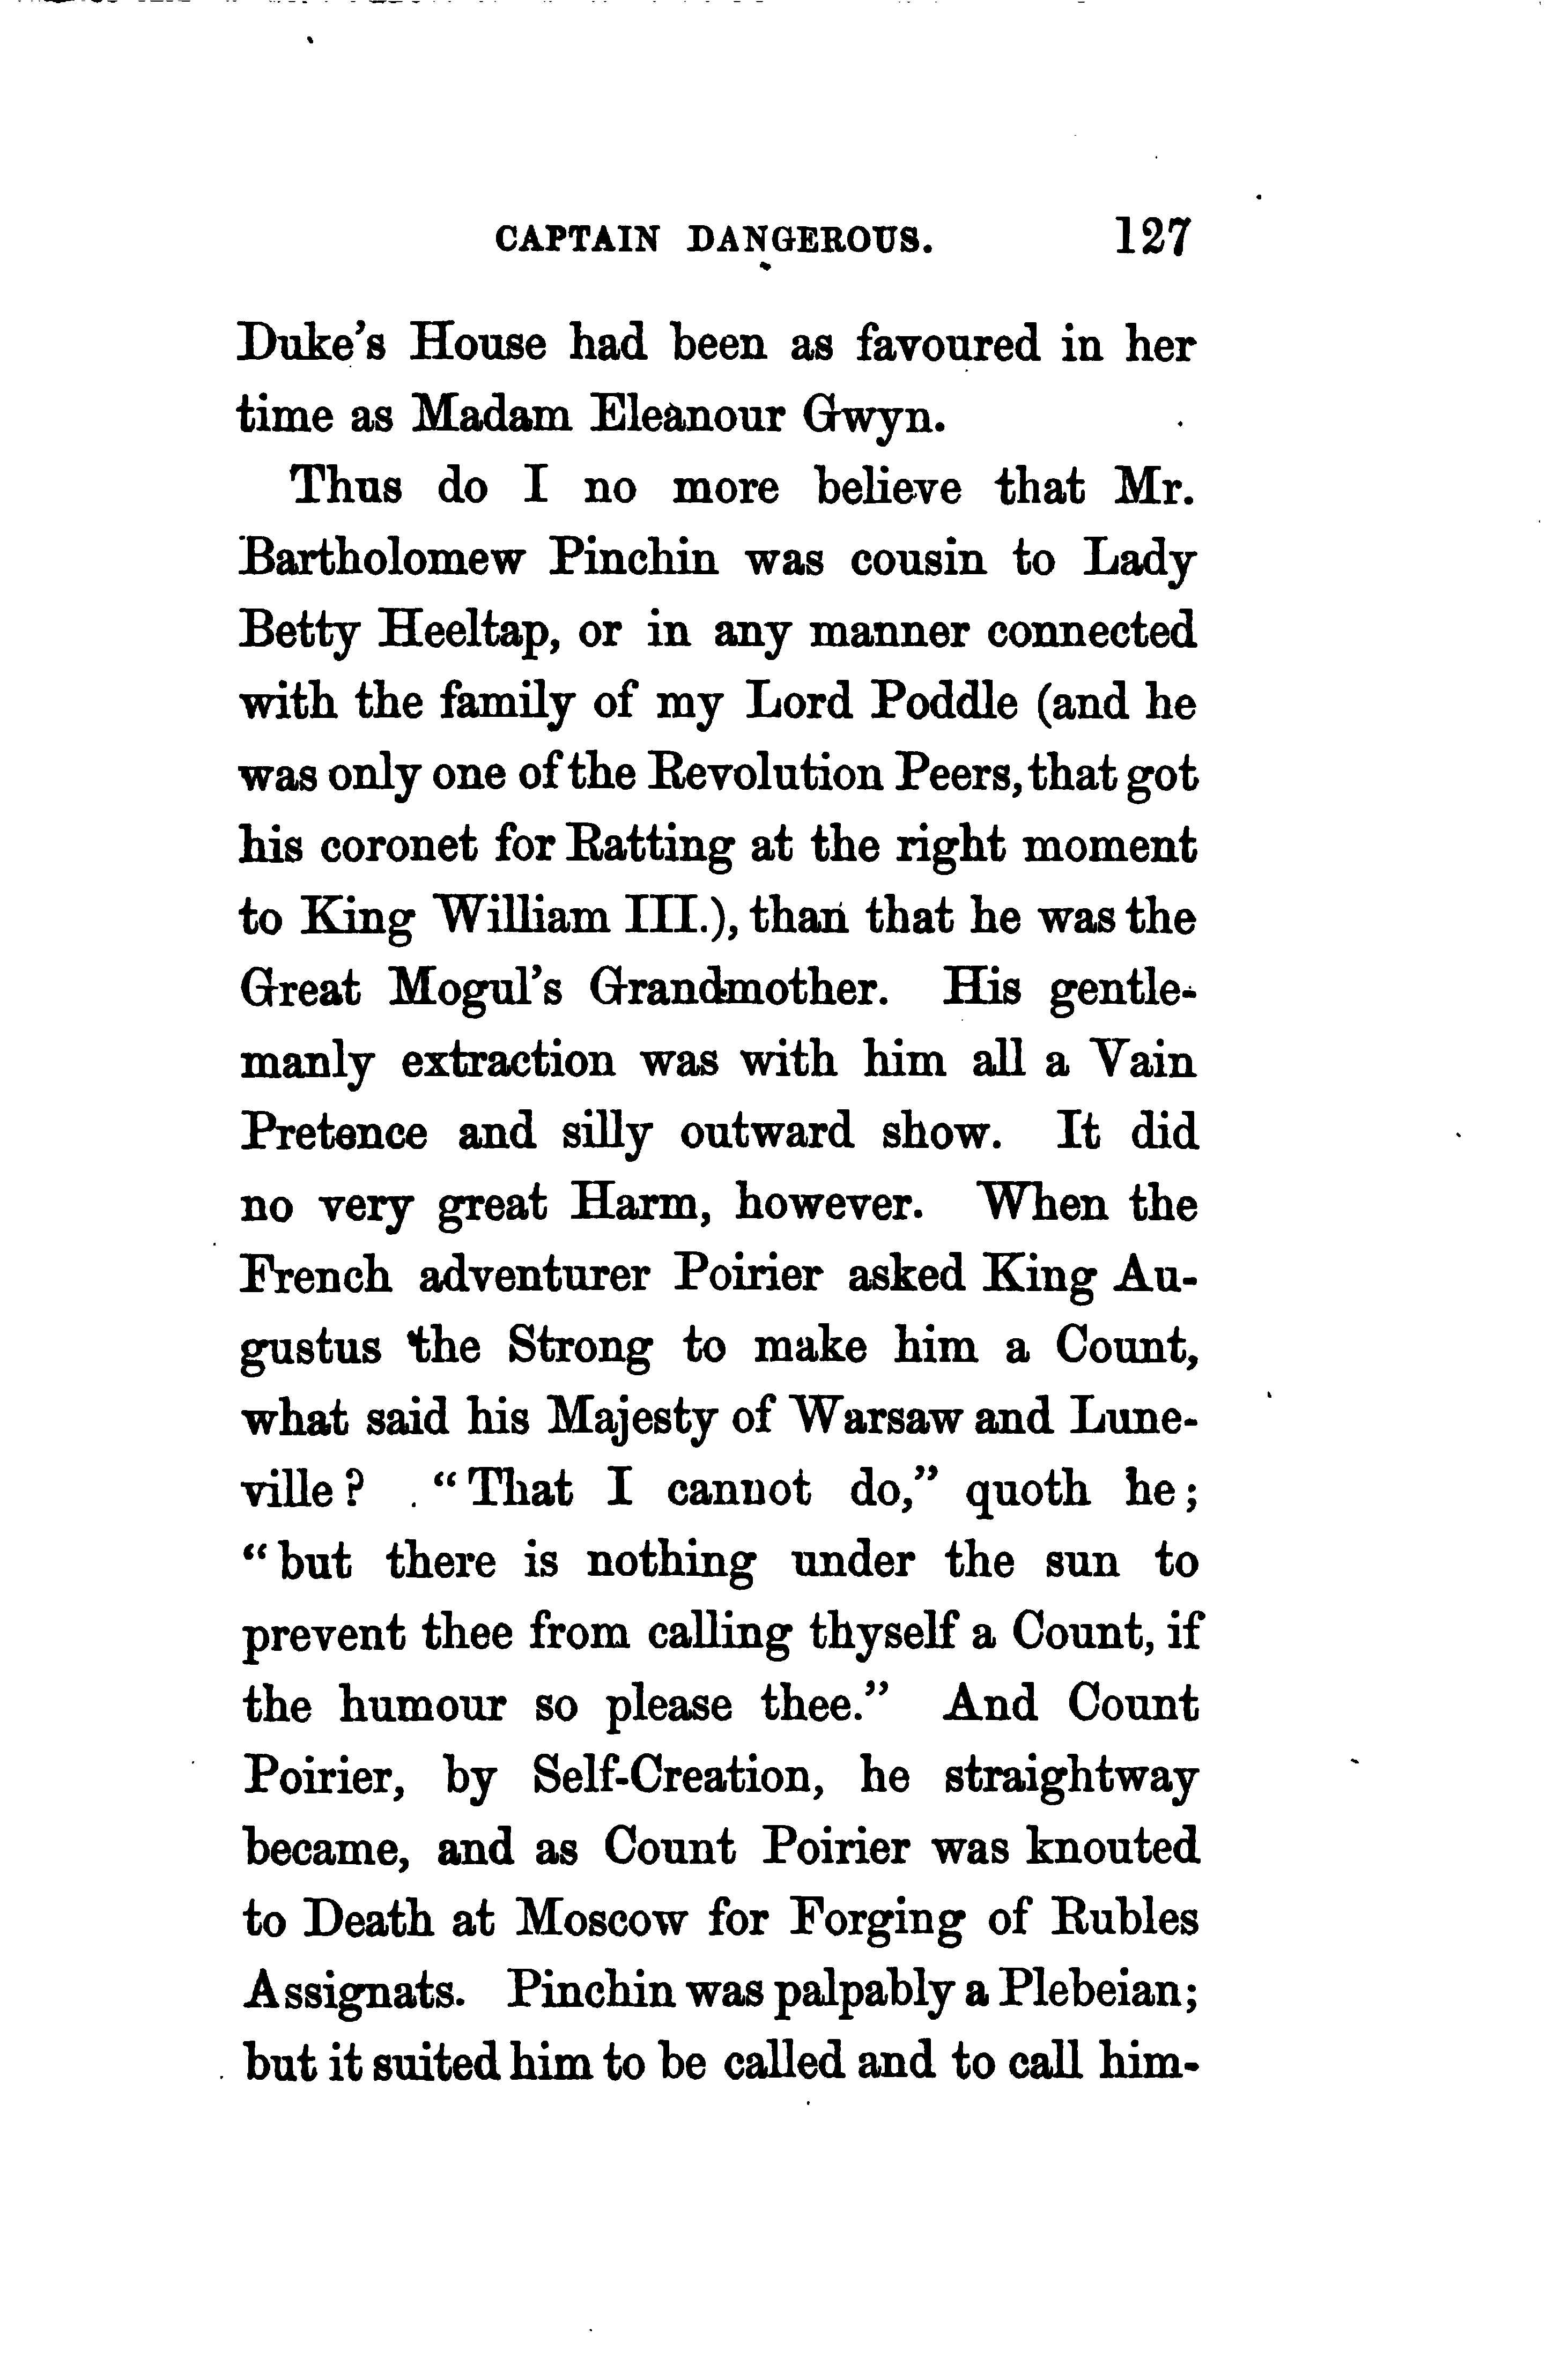 CAPTAIN DANGEROUS. 127
Duke's House had been as favoured in her
time as Madam Eleanour Gwyn.
Thus do I no more believe that Mr.
Bartholomew Pinchin was cousin to Lady
Betty Heeltap, or in any manner connected
with the family of my Lord Poddle (and he
was only one of the Revolution Peers, that got
his coronet for Ratting at the right moment
to King William III.), than that he was the
Great Mogul's Grandmother. His gentle-
manly extraction was with him all a Vain
Pretence and silly outward show. It did
no very great Harm, however. When the
French adventurer Poirier asked King Au-
gustus the Strong to make him a Count,
what said his Majesty of Warsaw and Lune-
ville? "That I cannot do," quoth he;
"but there is nothing under the sun to
prevent thee from calling thyself a Count, if
the humour so please thee." And Count
Poirier, by Self-Creation, he straightway
became, and as Count Poirier was knouted
to Death at Moscow for Forging of Rubles
Assignats. Pinchin was palpably a Plebeian;
but it suited him to be called and to call him-